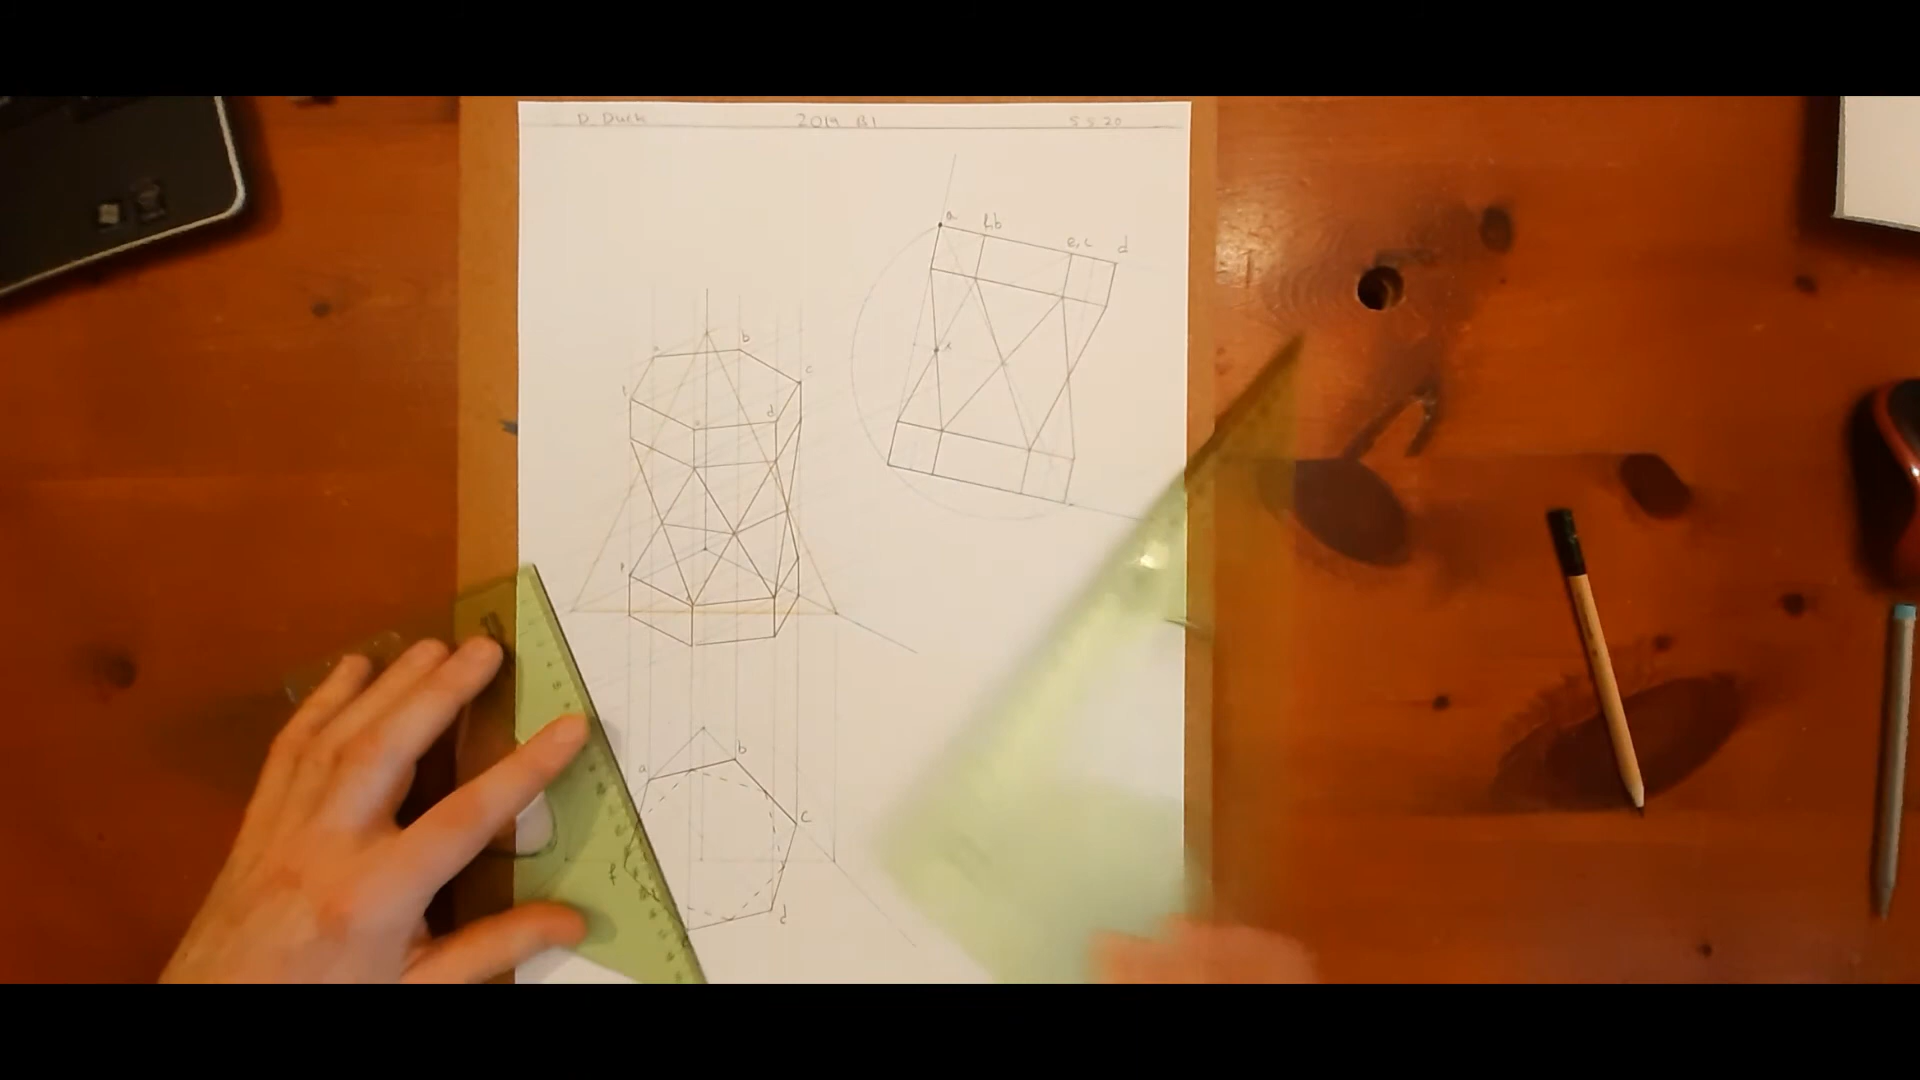 D. Duck 2019 B1 5 5 20
a f,b e,c d
a b
f c
d
a b
c
f d